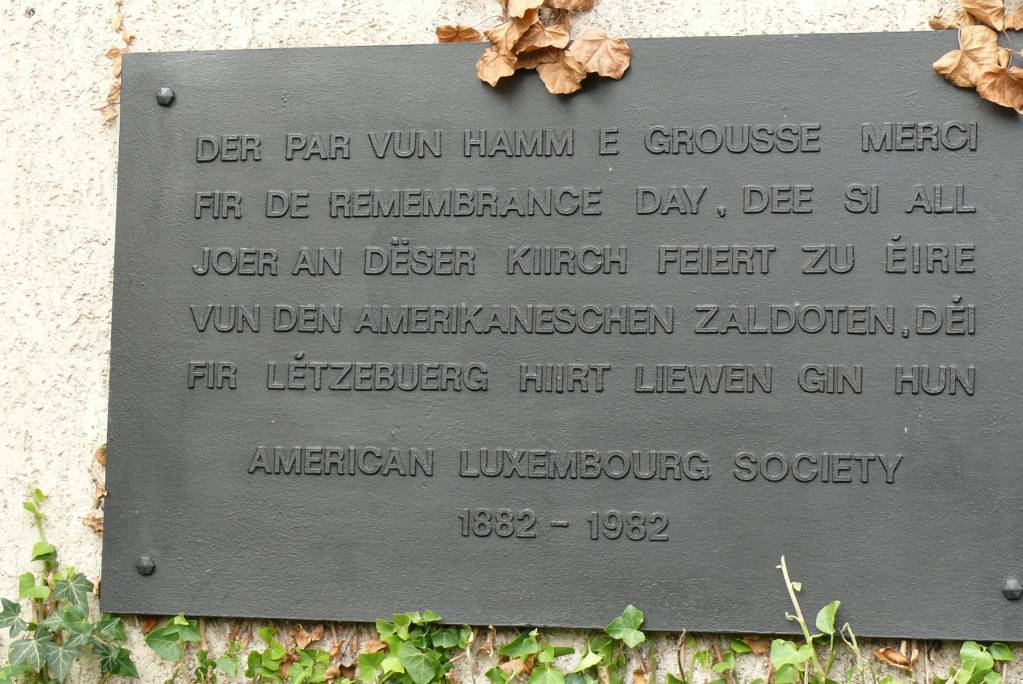 DER PAR VUN HAMM E GROUSSE MERCI
FIR DE REMEMBRANCE DAY, DEE SI ALL
JOER AN DËSER KIIRCH FEIERT ZU ÉIRE
VUN DEN AMERIKANESCHEN ZALDOTEN, DÉI
FIR LÉTZEBUERG HIIRT LIEWEN GIN HUN
AMERICAN LUXEMBOURG SOCIETY
1882 - 1982